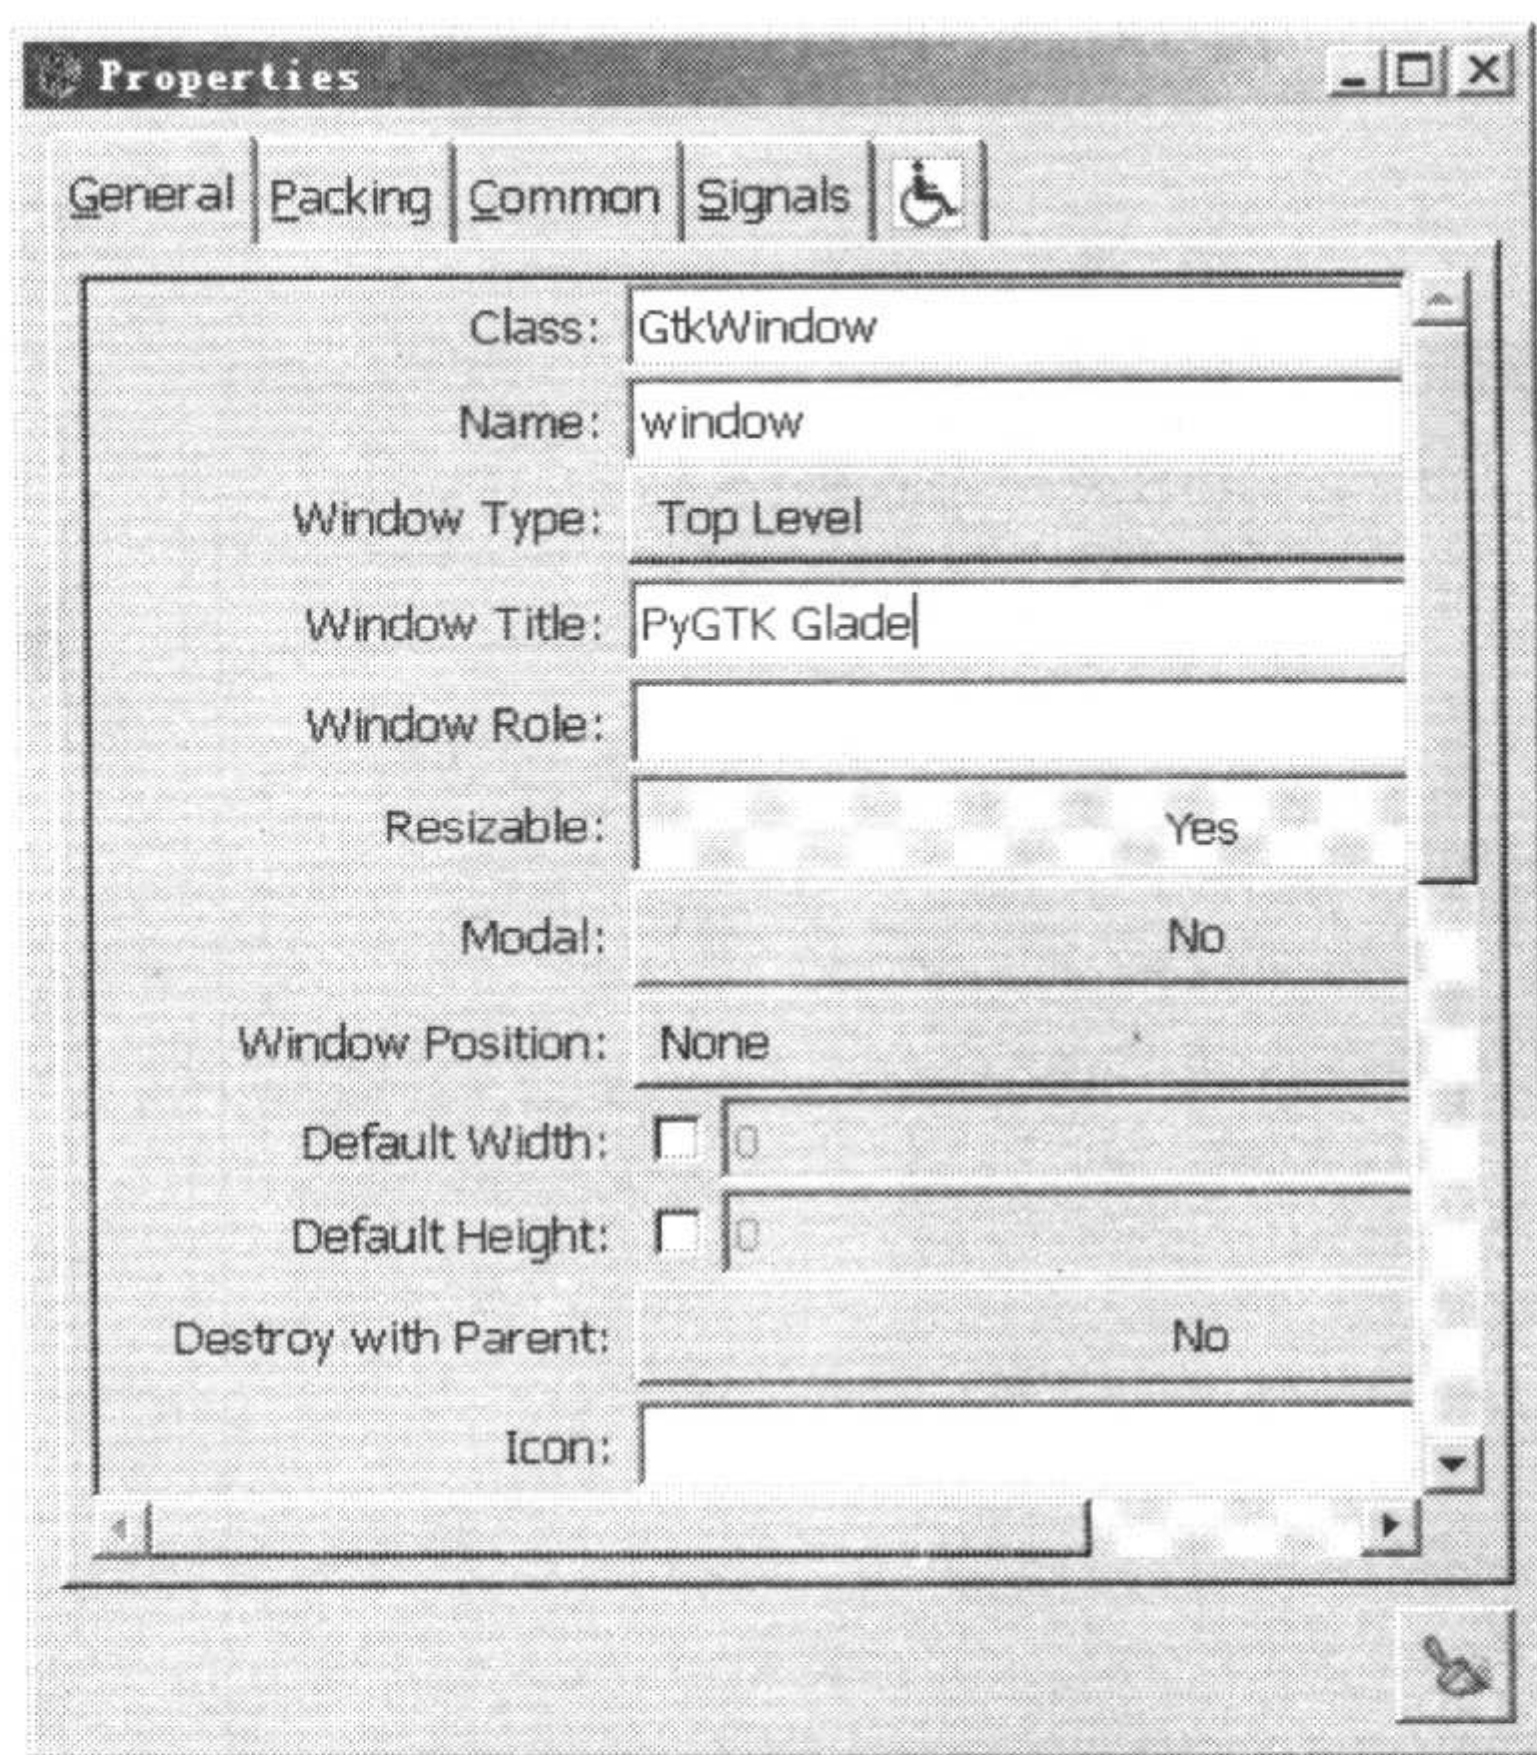 Properties
General Packing Common Signals
Class: GtkWindow
Name: window
Window Type: Top Level
Window Title: PyGTK Glade
Window Role:
Resizable: Yes
Modal: No
Window Position: None
Default Width: 0
Default Height: 0
Destroy with Parent: No
Icon: